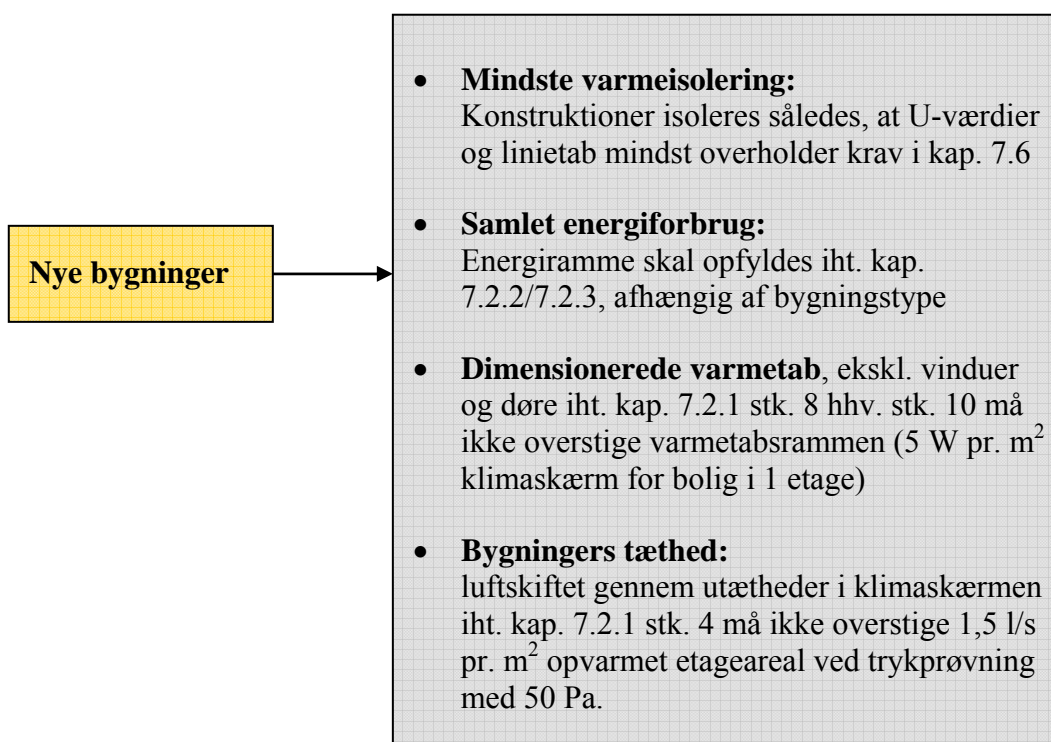 Nye bygninger
• Mindste varmeisolering:
Konstruktioner isoleres således, at U-værdier
og linietab mindst overholder krav i kap. 7.6
• Samlet energiforbrug:
Energiramme skal opfyldes iht. kap.
7.2.2/7.2.3, afhængig af bygningstype
• Dimensionerede varmetab, ekskl. vinduer
og døre iht. kap. 7.2.1 stk. 8 hhv. stk. 10 må
ikke overstige varmetabsrammen (5 W pr. m²
klimaskærm for bolig i 1 etage)
• Bygningers tæthed:
luftskiftet gennem utætheder i klimaskærmen
iht. kap. 7.2.1 stk. 4 må ikke overstige 1,5 l/s
pr. m² opvarmet etageareal ved trykprøvning
med 50 Pa.